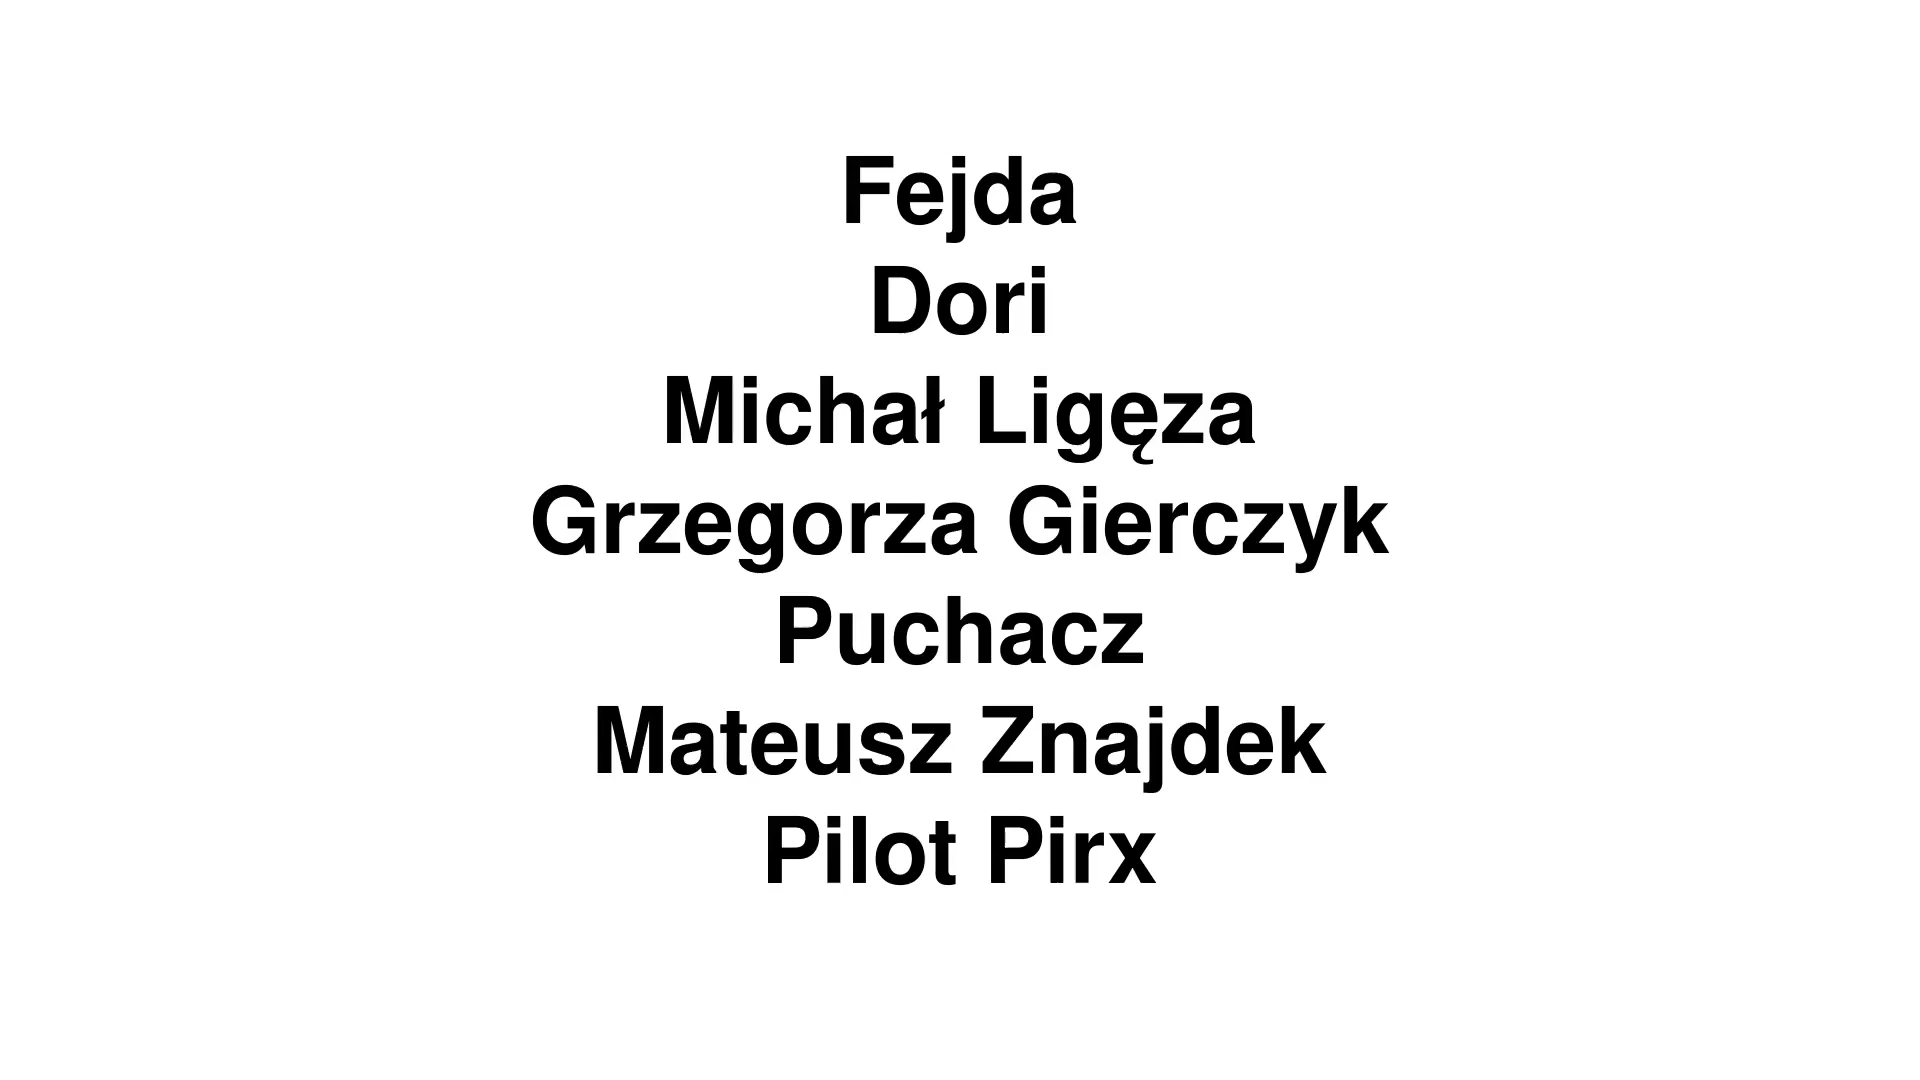 Fejda
Dori
Michał Ligęza
Grzegorza Gierczyk
Puchacz
Mateusz Znajdek
Pilot Pirx